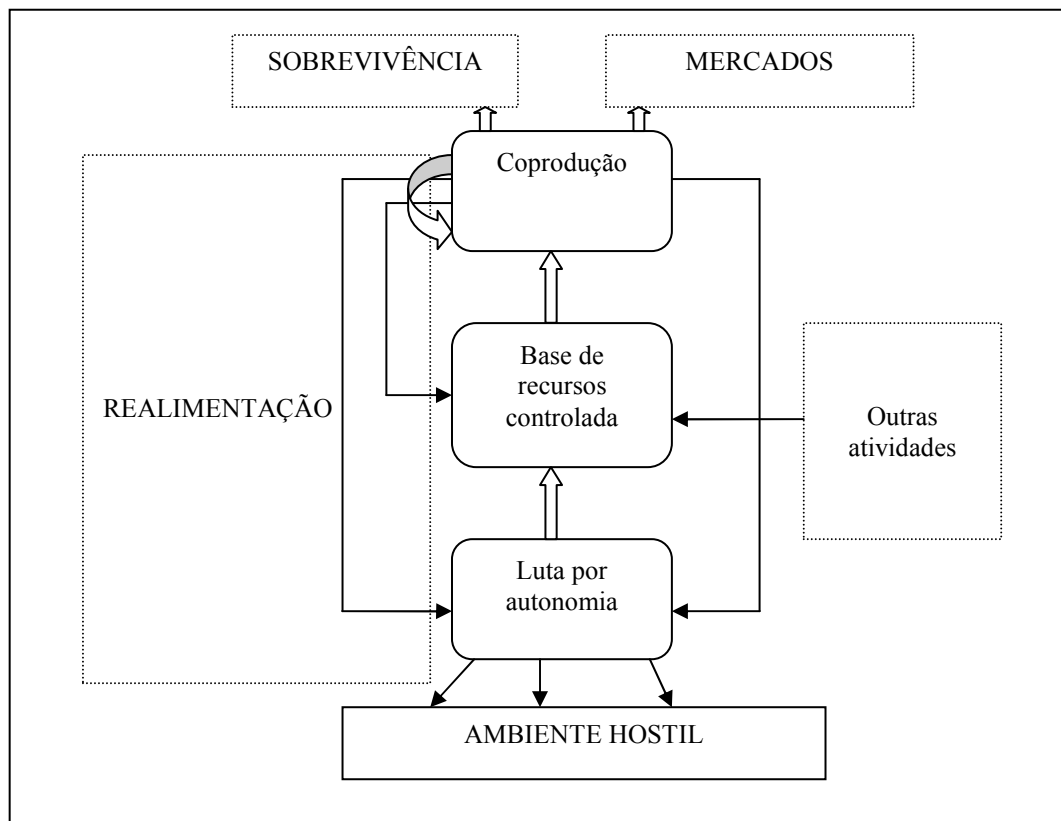 SOBREVIVÊNCIA
MERCADOS
Coprodução
Base de
recursos
controlada
REALIMENTAÇÃO
Outras
atividades
Luta por
autonomia
AMBIENTE HOSTIL